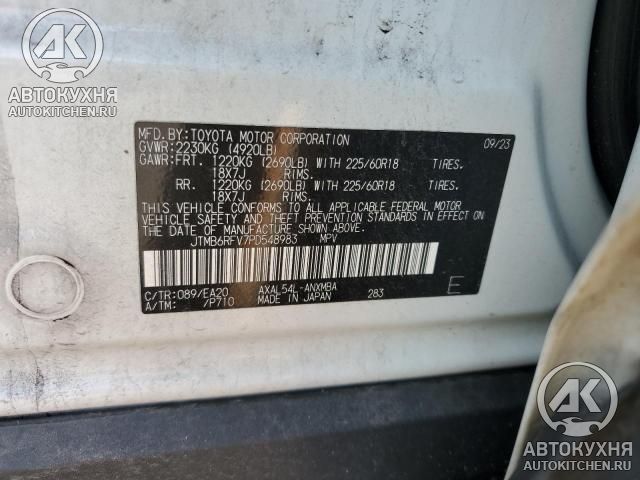 AK
АВТОКУХНЯ
AUTOKITCHEN.RU
MFD. BY:TOYOTA MOTOR CORPORATION 09/23
GVWR:2230KG (4920LB)
GAWR:FRT. 1220KG (2690LB) WITH 225/60R18 TIRES.
18X7J RIMS.
RR. 1220KG (2690LB) WITH 225/60R18 TIRES.
18X7J RIMS.
THIS VEHICLE CONFORMS TO ALL APPLICABLE FEDERAL MOTOR
VEHICLE SAFETY AND THEFT PREVENTION STANDARDS IN EFFECT ON
THE DATE OF MANUFACTURE SHOWN ABOVE.
JTMB6RFV7PD548983 MPV
C/TR:089/EA20 AXAL54L-ANXMBA
A/TM: /P710 MADE IN JAPAN 283 E
AK
АВТОКУХНЯ
AUTOKITCHEN.RU